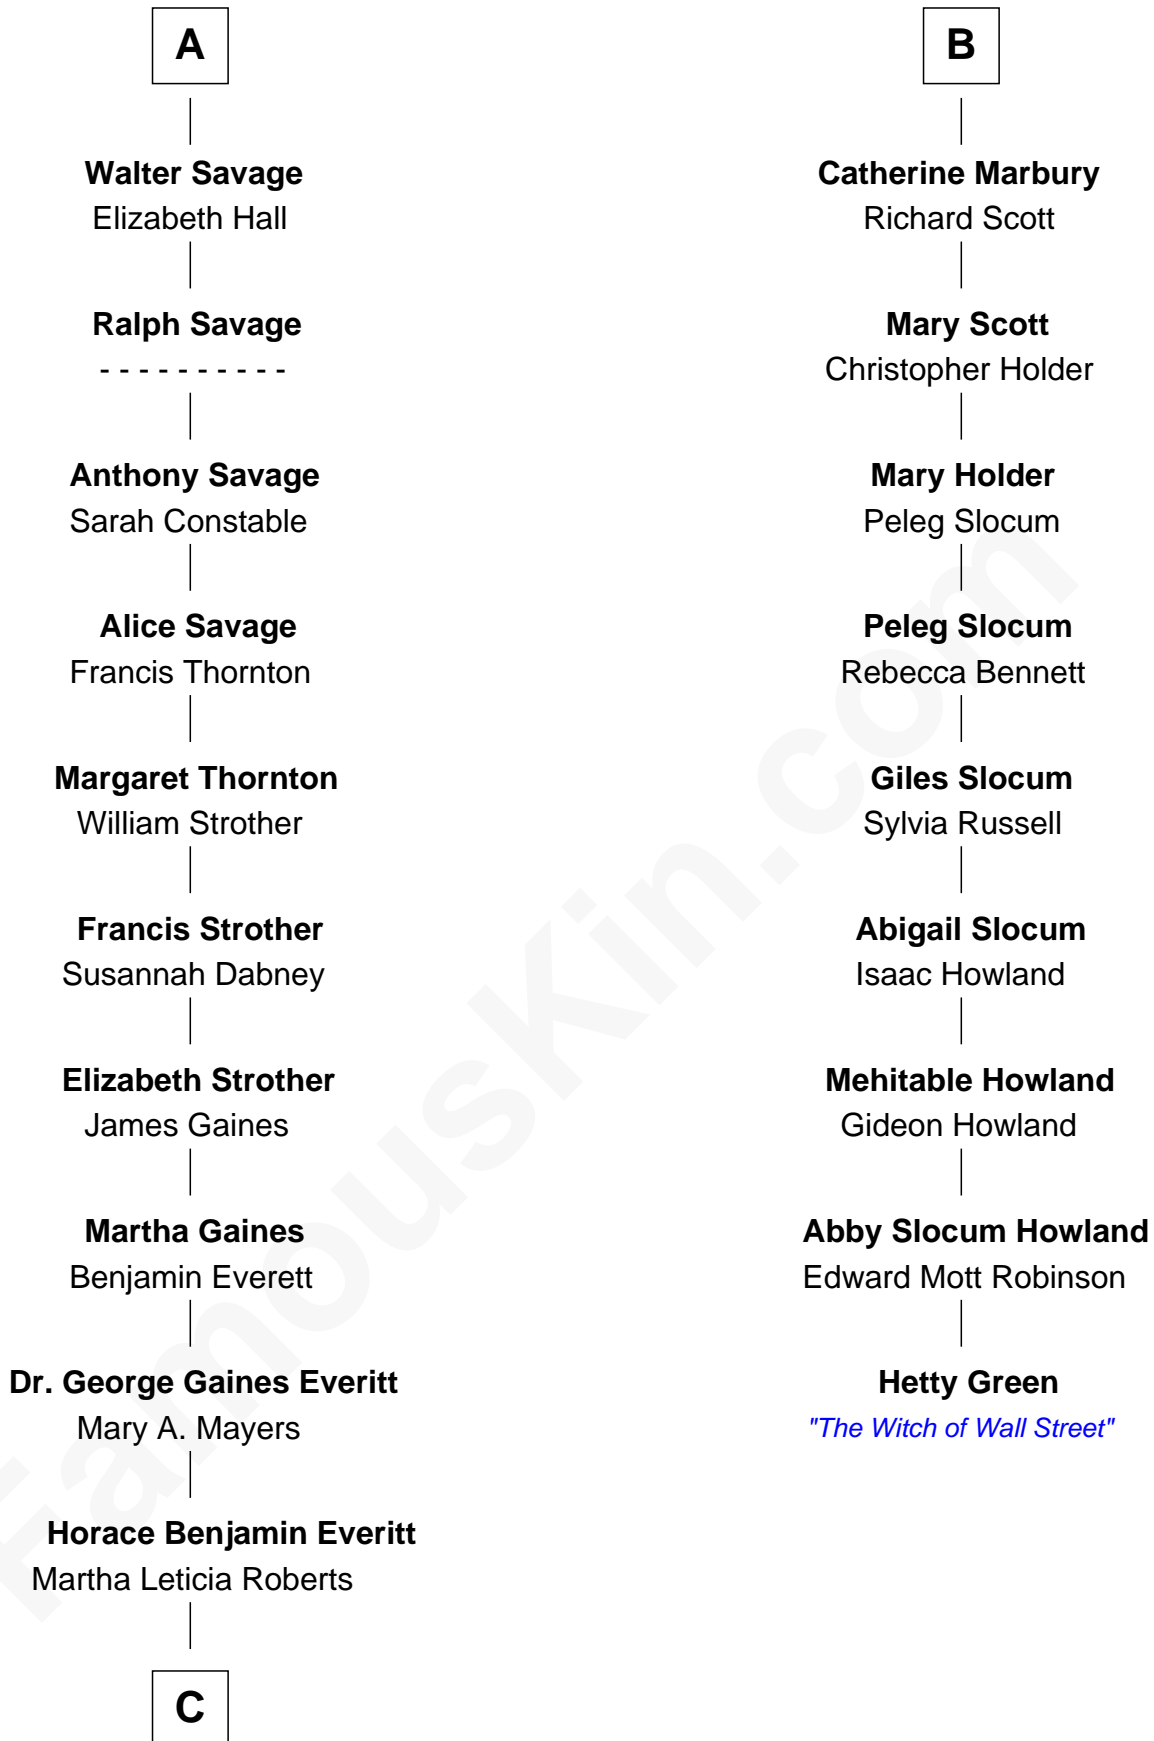 A
Walter Savage
Elizabeth Hall
Ralph Savage
- - - - - - - - - -
Anthony Savage
Sarah Constable
Alice Savage
Francis Thornton
Margaret Thornton
William Strother
Francis Strother
Susannah Dabney
Elizabeth Strother
James Gaines
Martha Gaines
Benjamin Everett
Dr. George Gaines Everitt
Mary A. Mayers
Horace Benjamin Everitt
Martha Leticia Roberts
C
B
Catherine Marbury
Richard Scott
Mary Scott
Christopher Holder
Mary Holder
Peleg Slocum
Peleg Slocum
Rebecca Bennett
Giles Slocum
Sylvia Russell
Abigail Slocum
Isaac Howland
Mehitable Howland
Gideon Howland
Abby Slocum Howland
Edward Mott Robinson
Hetty Green
"The Witch of Wall Street"
FamousKin.com